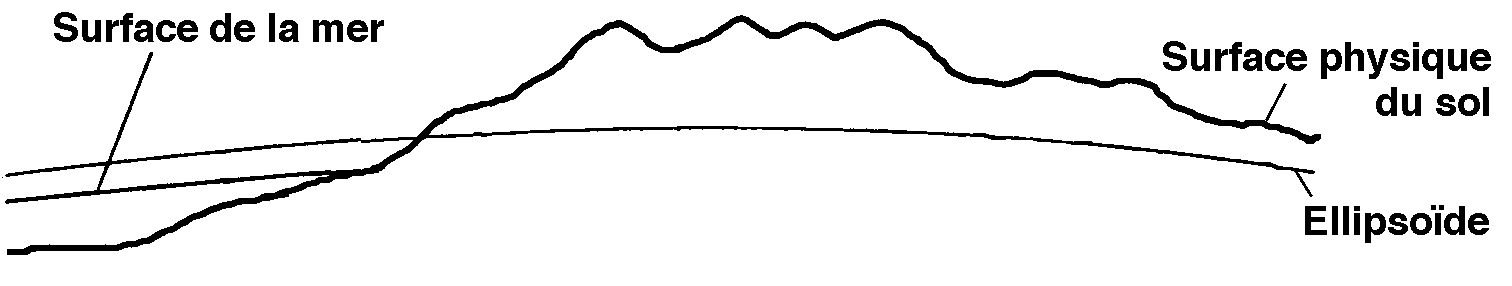 Surface de la mer
Surface physique
du sol
Ellipsoïde